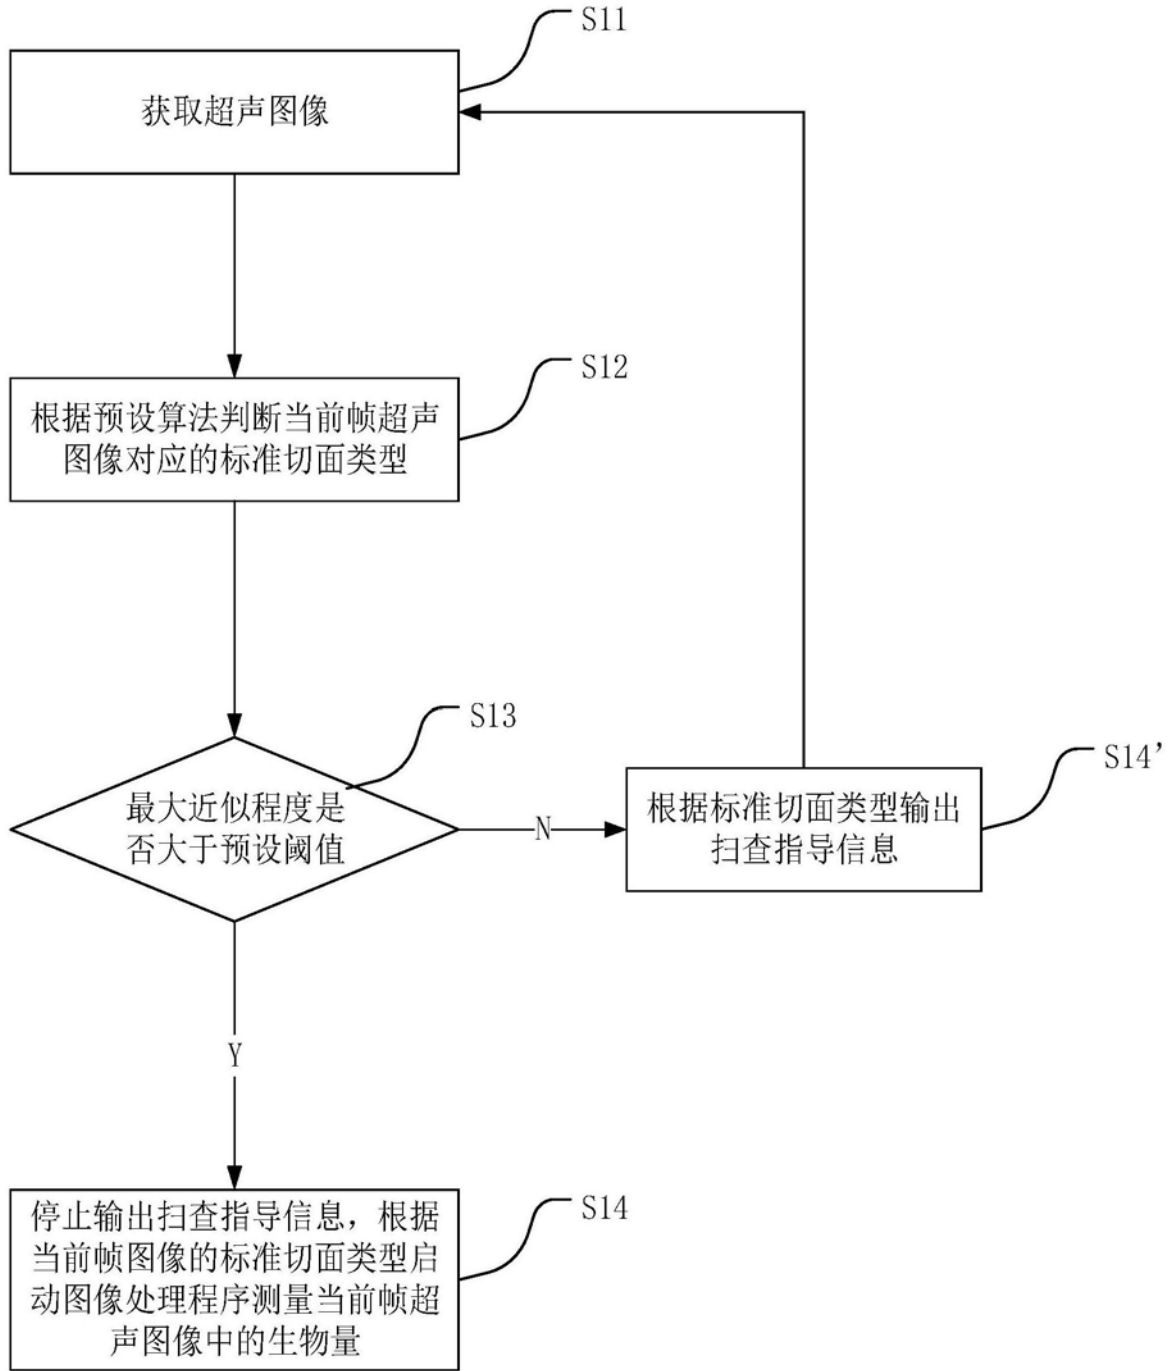 S11
获取超声图像
S12
根据预设算法判断当前帧超声
图像对应的标准切面类型
S13
最大近似程度是
否大于预设阈值
N
S14’
根据标准切面类型输出
扫查指导信息
Y
S14
停止输出扫查指导信息，根据
当前帧图像的标准切面类型启
动图像处理程序测量当前帧超
声图像中的生物量